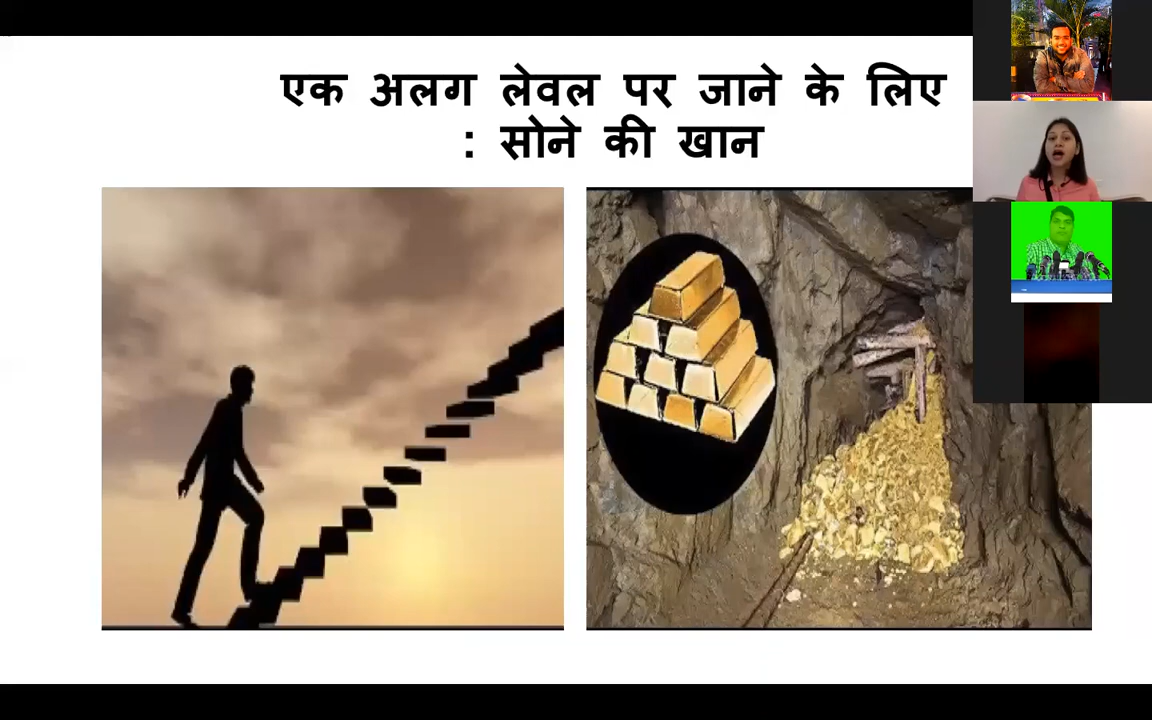 एक अलग लेवल पर जाने के लिए
: सोने की खान